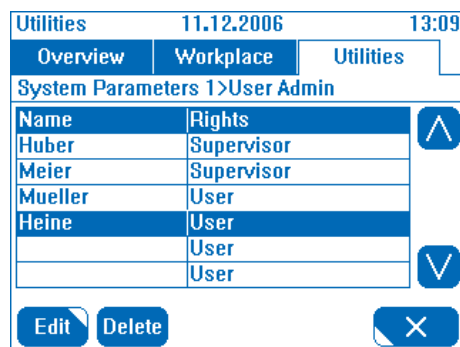 Utilities 11.12.2006 13:09
Overview Workplace Utilities
System Parameters 1>User Admin
Name Rights
Huber Supervisor
Meier Supervisor
Mueller User
Heine User
User
User
Edit Delete